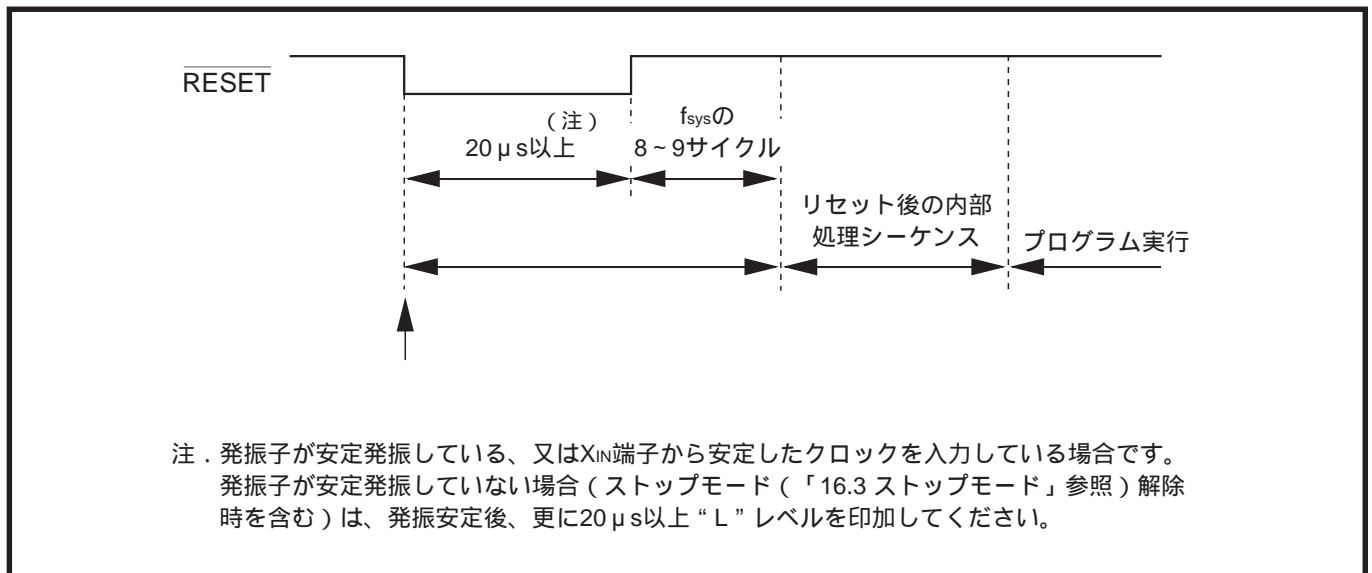 RESET
（注）
20μs以上
fsysの
8～9サイクル
リセット後の内部
処理シーケンス
プログラム実行
注．発振子が安定発振している、又はXIN端子から安定したクロックを入力している場合です。
発振子が安定発振していない場合（ストップモード（「16.3 ストップモード」参照）解除
時を含む）は、発振安定後、更に20μs以上“L”レベルを印加してください。